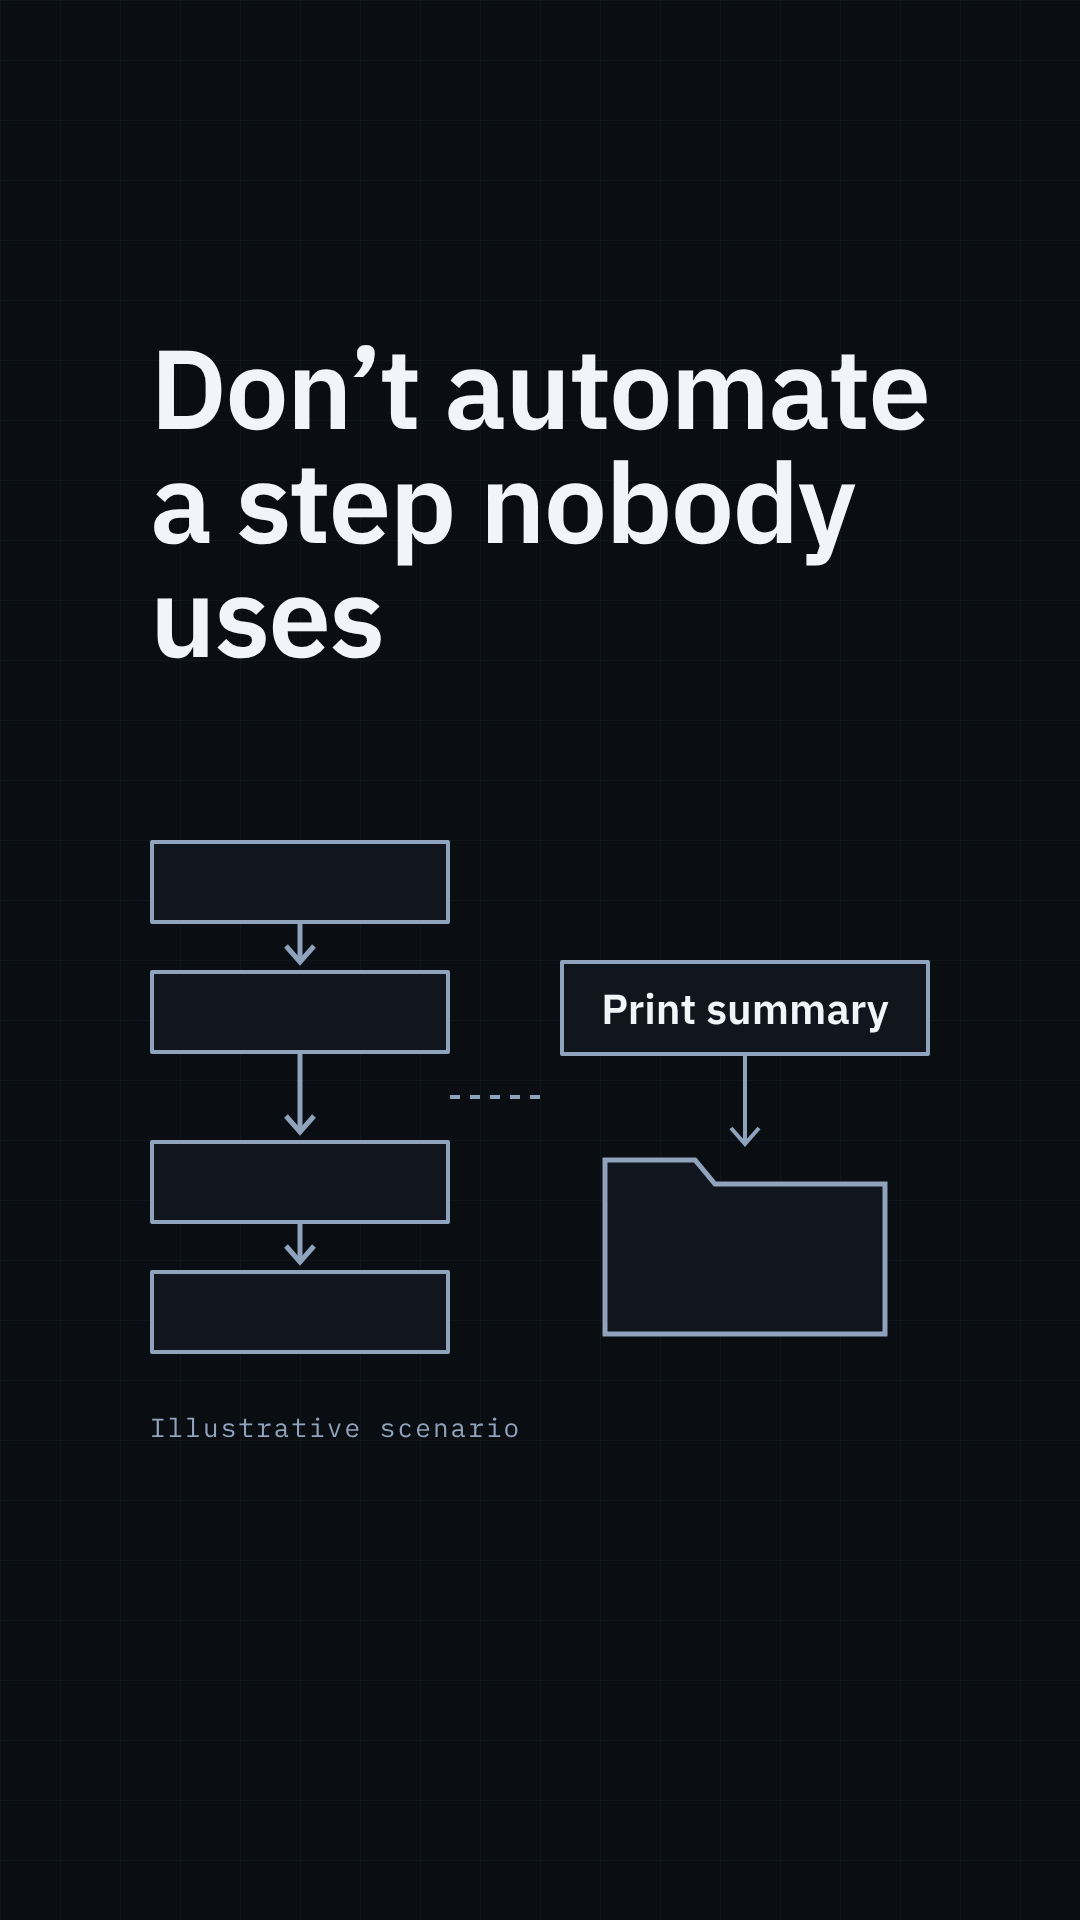 Don’t automate
a step nobody
uses
Print summary
Illustrative scenario